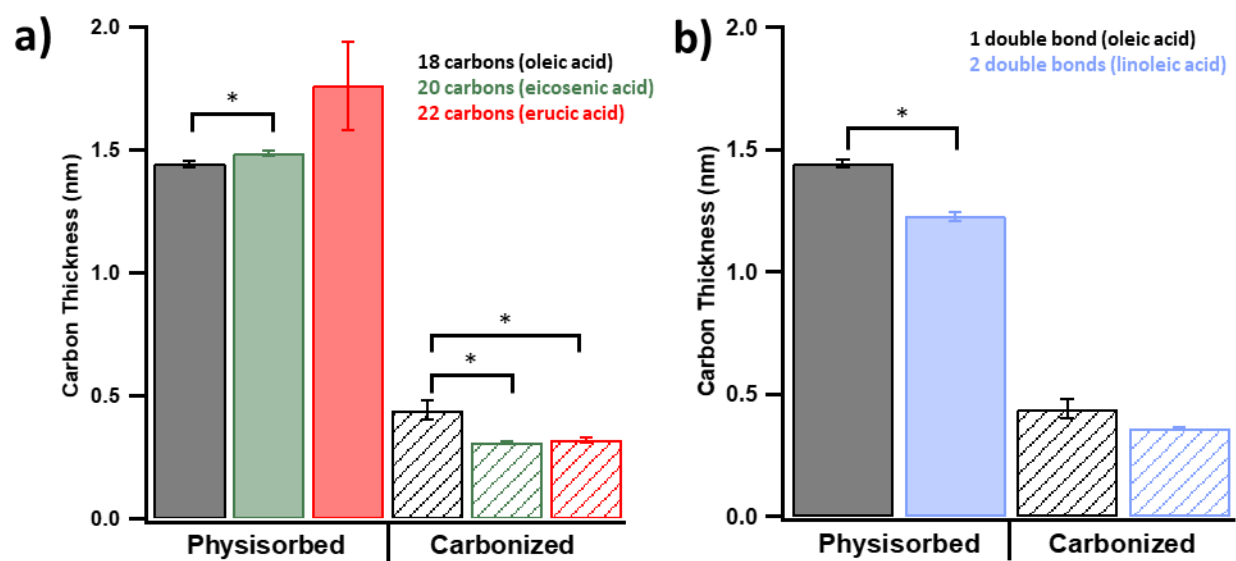 a)
18 carbons (oleic acid)
20 carbons (eicosenic acid)
22 carbons (erucic acid)
*
*
*
Carbon Thickness (nm)
2.0
1.5
1.0
0.5
0.0
Physisorbed
Carbonized
b)
1 double bond (oleic acid)
2 double bonds (linoleic acid)
*
Carbon Thickness (nm)
2.0
1.5
1.0
0.5
0.0
Physisorbed
Carbonized